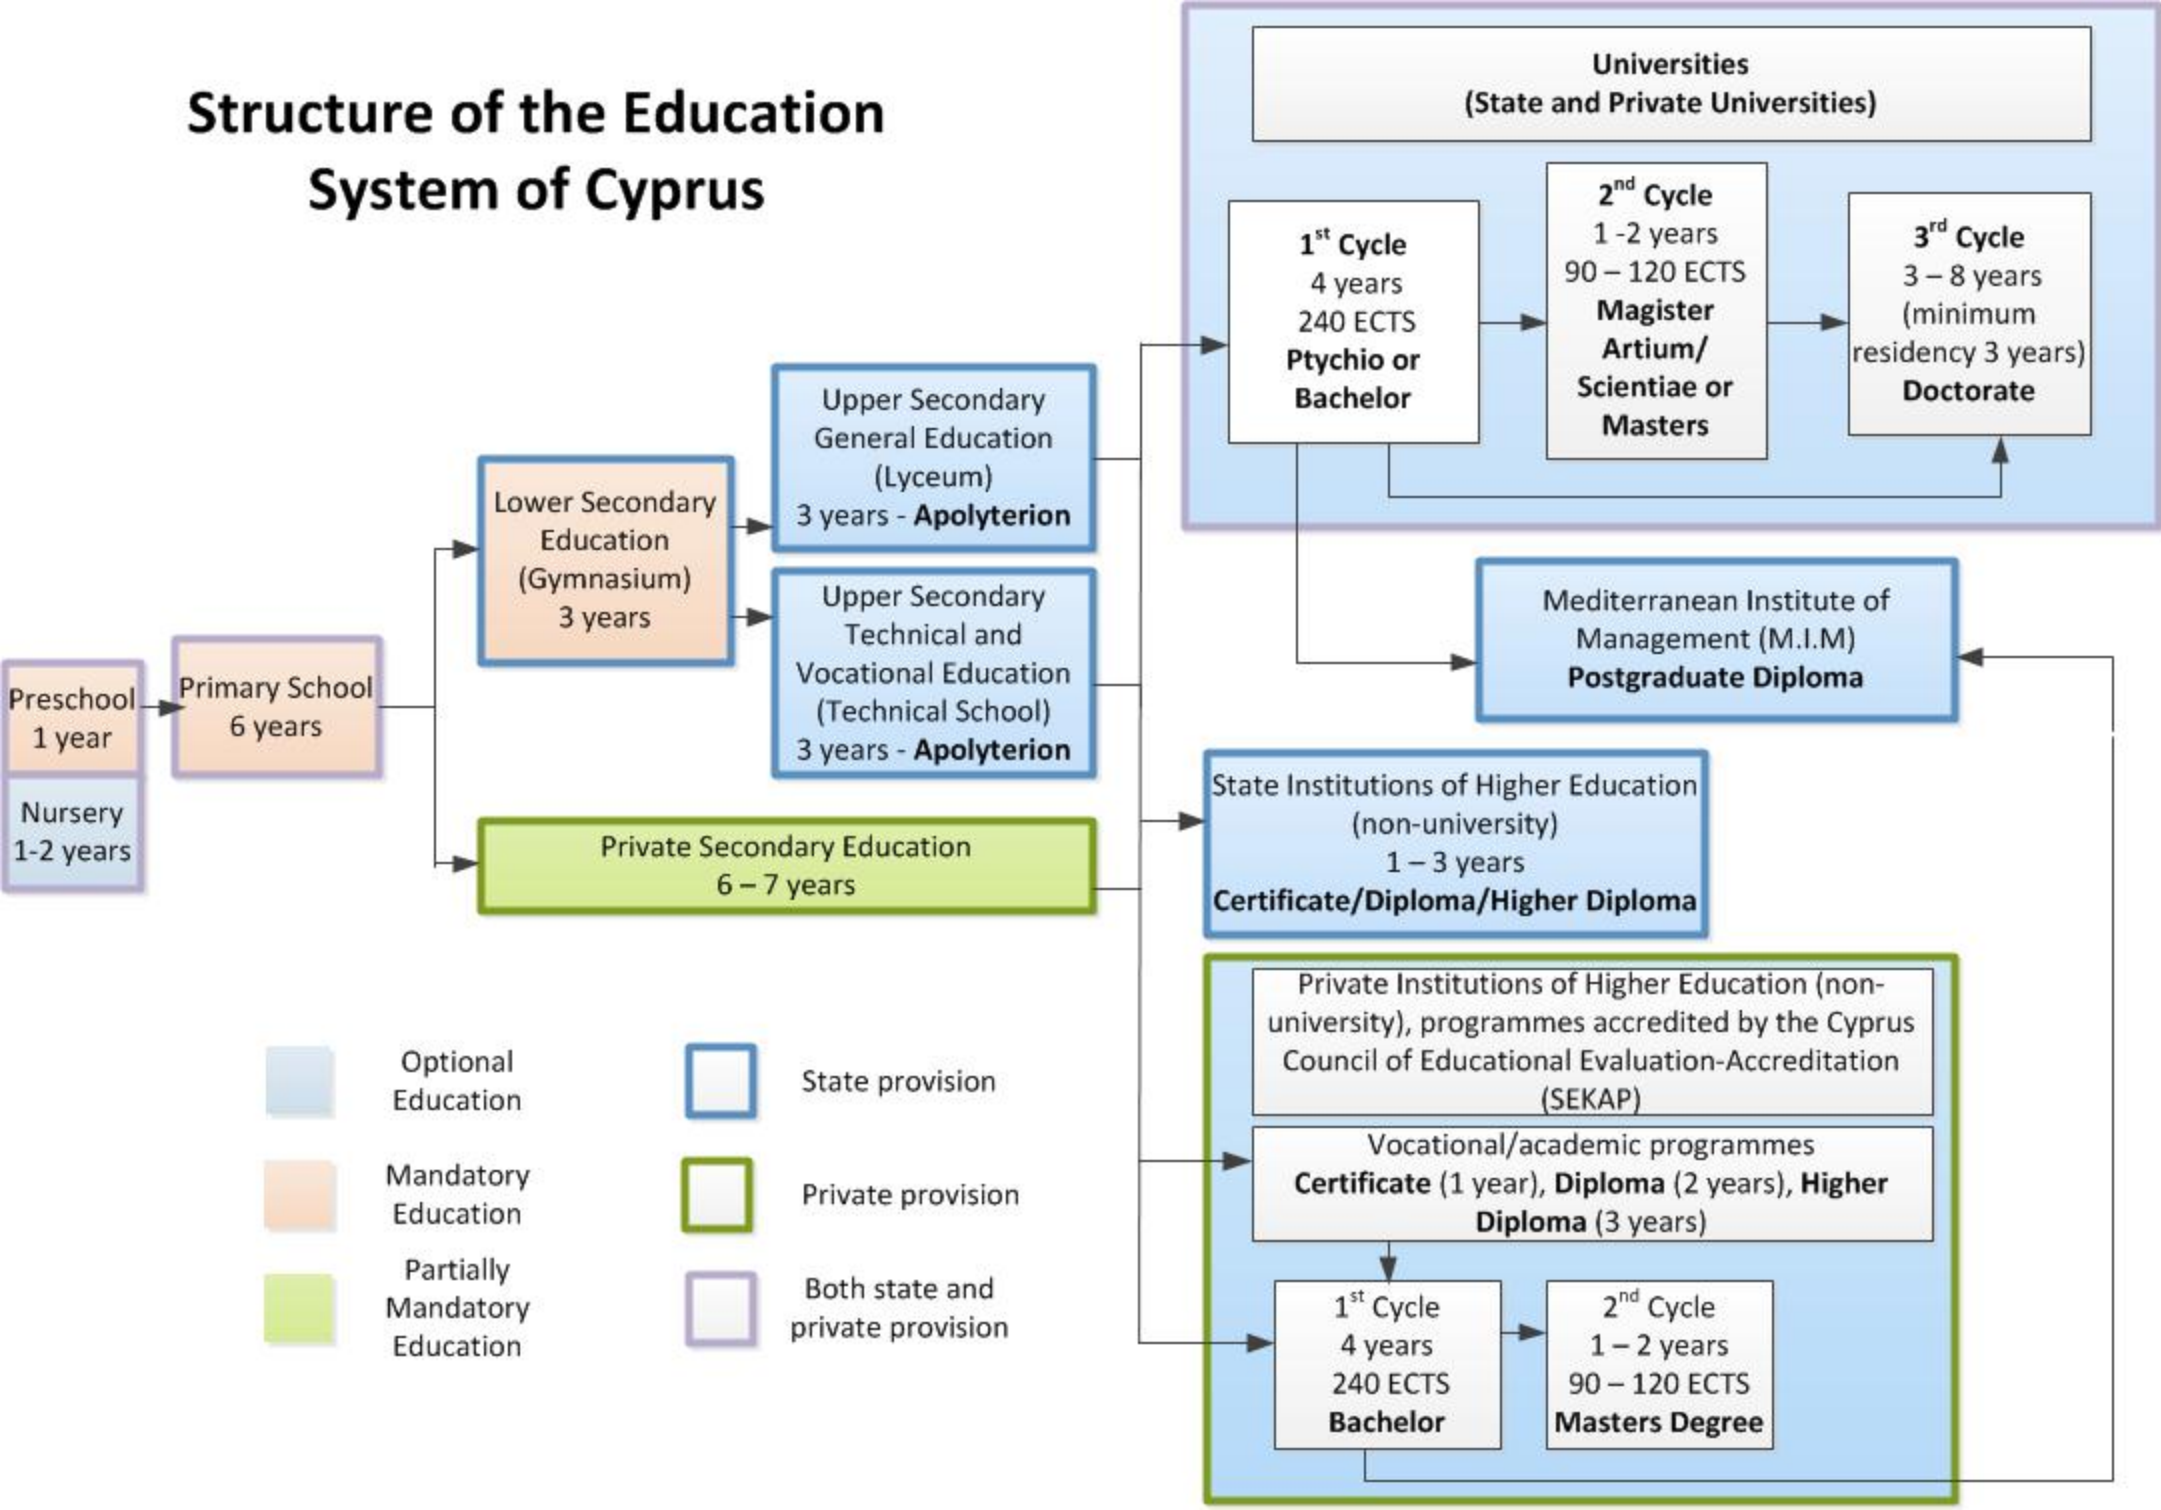 Structure of the Education
System of Cyprus
Universities
(State and Private Universities)
1st Cycle
4 years
240 ECTS
Ptychio or
Bachelor
2nd Cycle
1 -2 years
90 – 120 ECTS
Magister
Artium/
Scientiae or
Masters
3rd Cycle
3 – 8 years
(minimum
residency 3 years)
Doctorate
Upper Secondary
General Education
(Lyceum)
3 years - Apolyterion
Lower Secondary
Education
(Gymnasium)
3 years
Upper Secondary
Technical and
Vocational Education
(Technical School)
3 years - Apolyterion
Preschool
1 year
Primary School
6 years
Nursery
1-2 years
Private Secondary Education
6 – 7 years
Mediterranean Institute of
Management (M.I.M)
Postgraduate Diploma
State Institutions of Higher Education
(non-university)
1 – 3 years
Certificate/Diploma/Higher Diploma
Private Institutions of Higher Education (non-
university), programmes accredited by the Cyprus
Council of Educational Evaluation-Accreditation
(SEKAP)
Vocational/academic programmes
Certificate (1 year), Diploma (2 years), Higher
Diploma (3 years)
1st Cycle
4 years
240 ECTS
Bachelor
2nd Cycle
1 – 2 years
90 – 120 ECTS
Masters Degree
Optional
Education
State provision
Mandatory
Education
Private provision
Partially
Mandatory
Education
Both state and
private provision